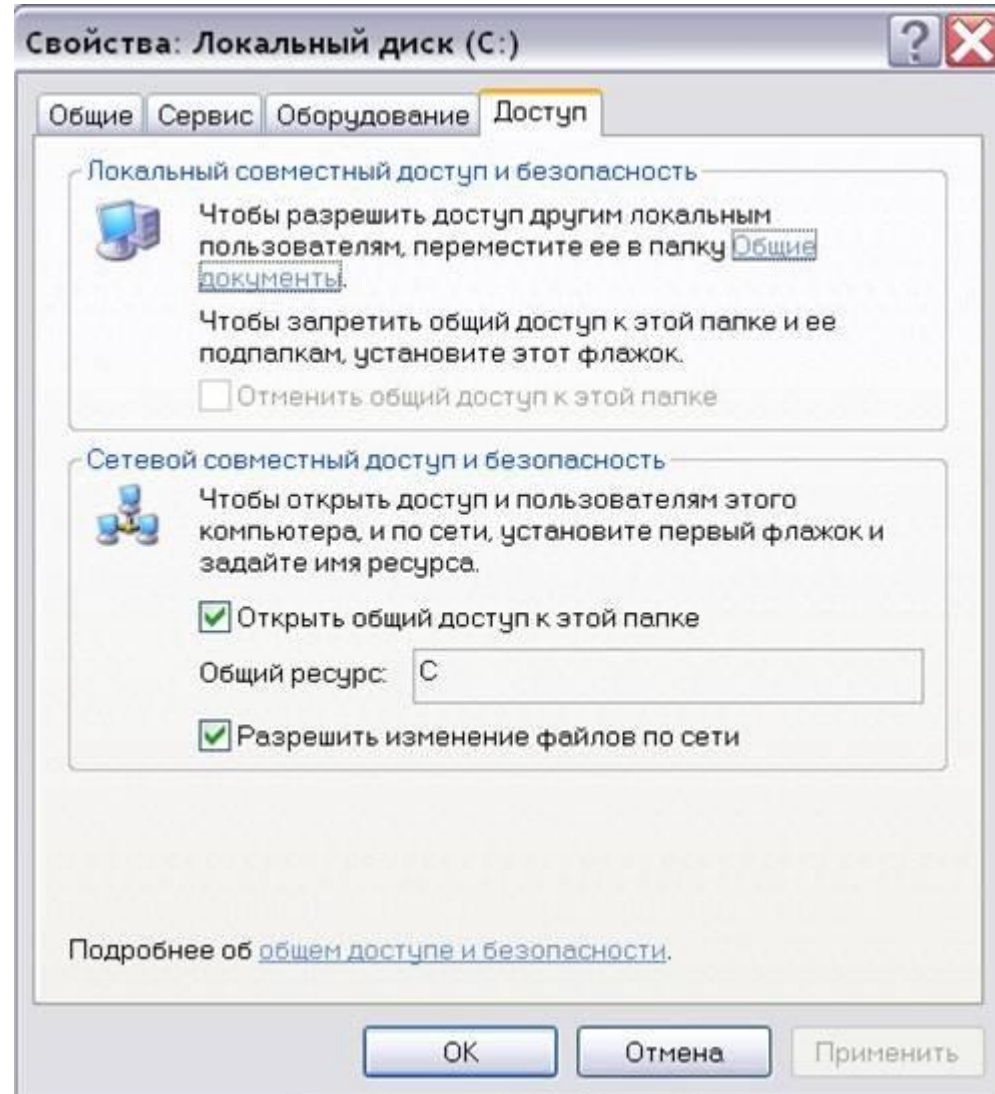 Свойства: Локальный диск (C:)
Общие Сервис Оборудование Доступ
Локальный совместный доступ и безопасность
Чтобы разрешить доступ другим локальным
пользователям, переместите ее в папку Общие
документы.
Чтобы запретить общий доступ к этой папке и ее
подпапкам, установите этот флажок.
Отменить общий доступ к этой папке
Сетевой совместный доступ и безопасность
Чтобы открыть доступ и пользователям этого
компьютера, и по сети, установите первый флажок и
задайте имя ресурса.
Открыть общий доступ к этой папке
Общий ресурс: C
Разрешить изменение файлов по сети
Подробнее об общем доступе и безопасности.
OK Отмена Применить